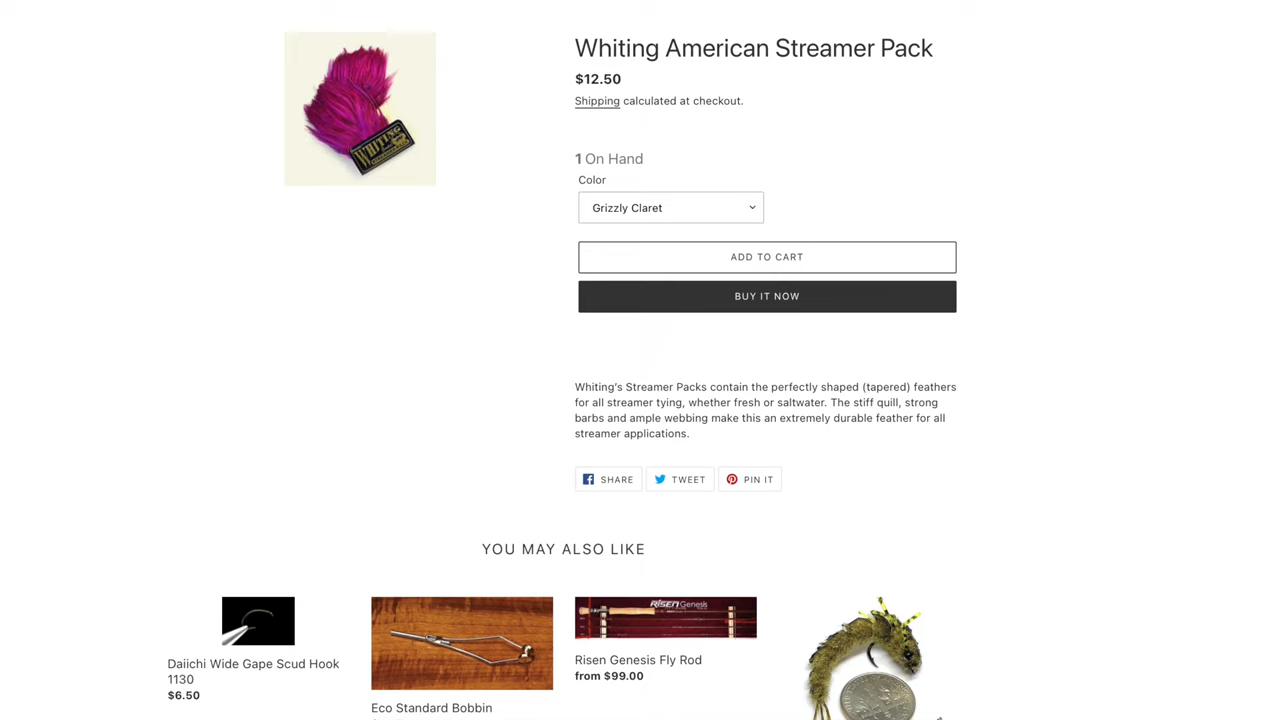 Whiting American Streamer Pack
$12.50
Shipping calculated at checkout.
1 On Hand
Color
Grizzly Claret
ADD TO CART
BUY IT NOW
Whiting's Streamer Packs contain the perfectly shaped (tapered) feathers
for all streamer tying, whether fresh or saltwater. The stiff quill, strong
barbs and ample webbing make this an extremely durable feather for all
streamer applications.
SHARE TWEET PIN IT
YOU MAY ALSO LIKE
WHITING
RISEN Genesis
Daiichi Wide Gape Scud Hook
1130
$6.50
Eco Standard Bobbin
Risen Genesis Fly Rod
from $99.00